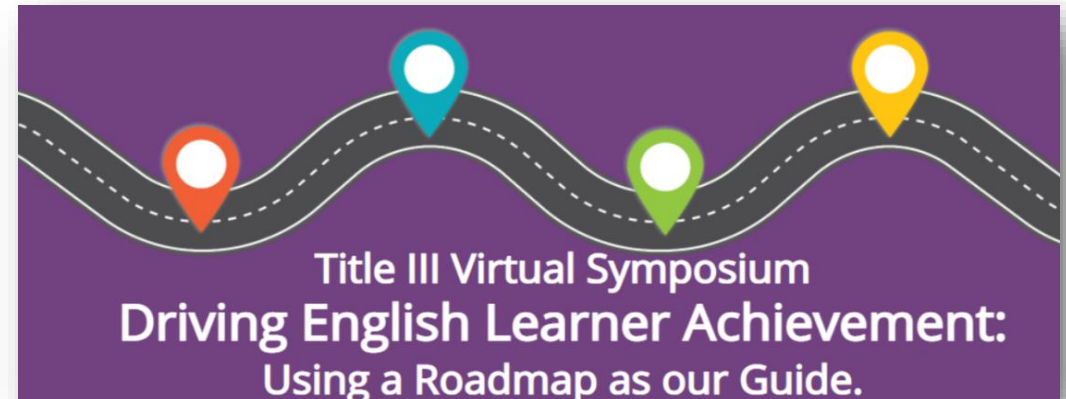 Title III Virtual Symposium
Driving English Learner Achievement:
Using a Roadmap as our Guide.